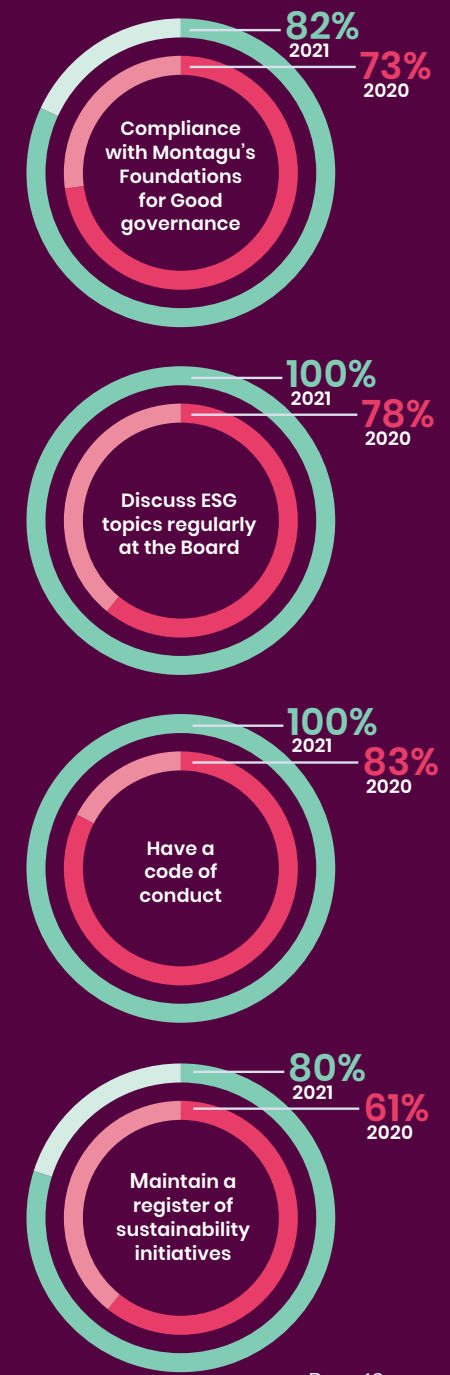 82%
2021
73%
2020
Compliance
with Montagu's
Foundations
for Good
governance
100%
2021
78%
2020
Discuss ESG
topics regularly
at the Board
100%
2021
83%
2020
Have a
code of
conduct
80%
2021
61%
2020
Maintain a
register of
sustainability
initiatives